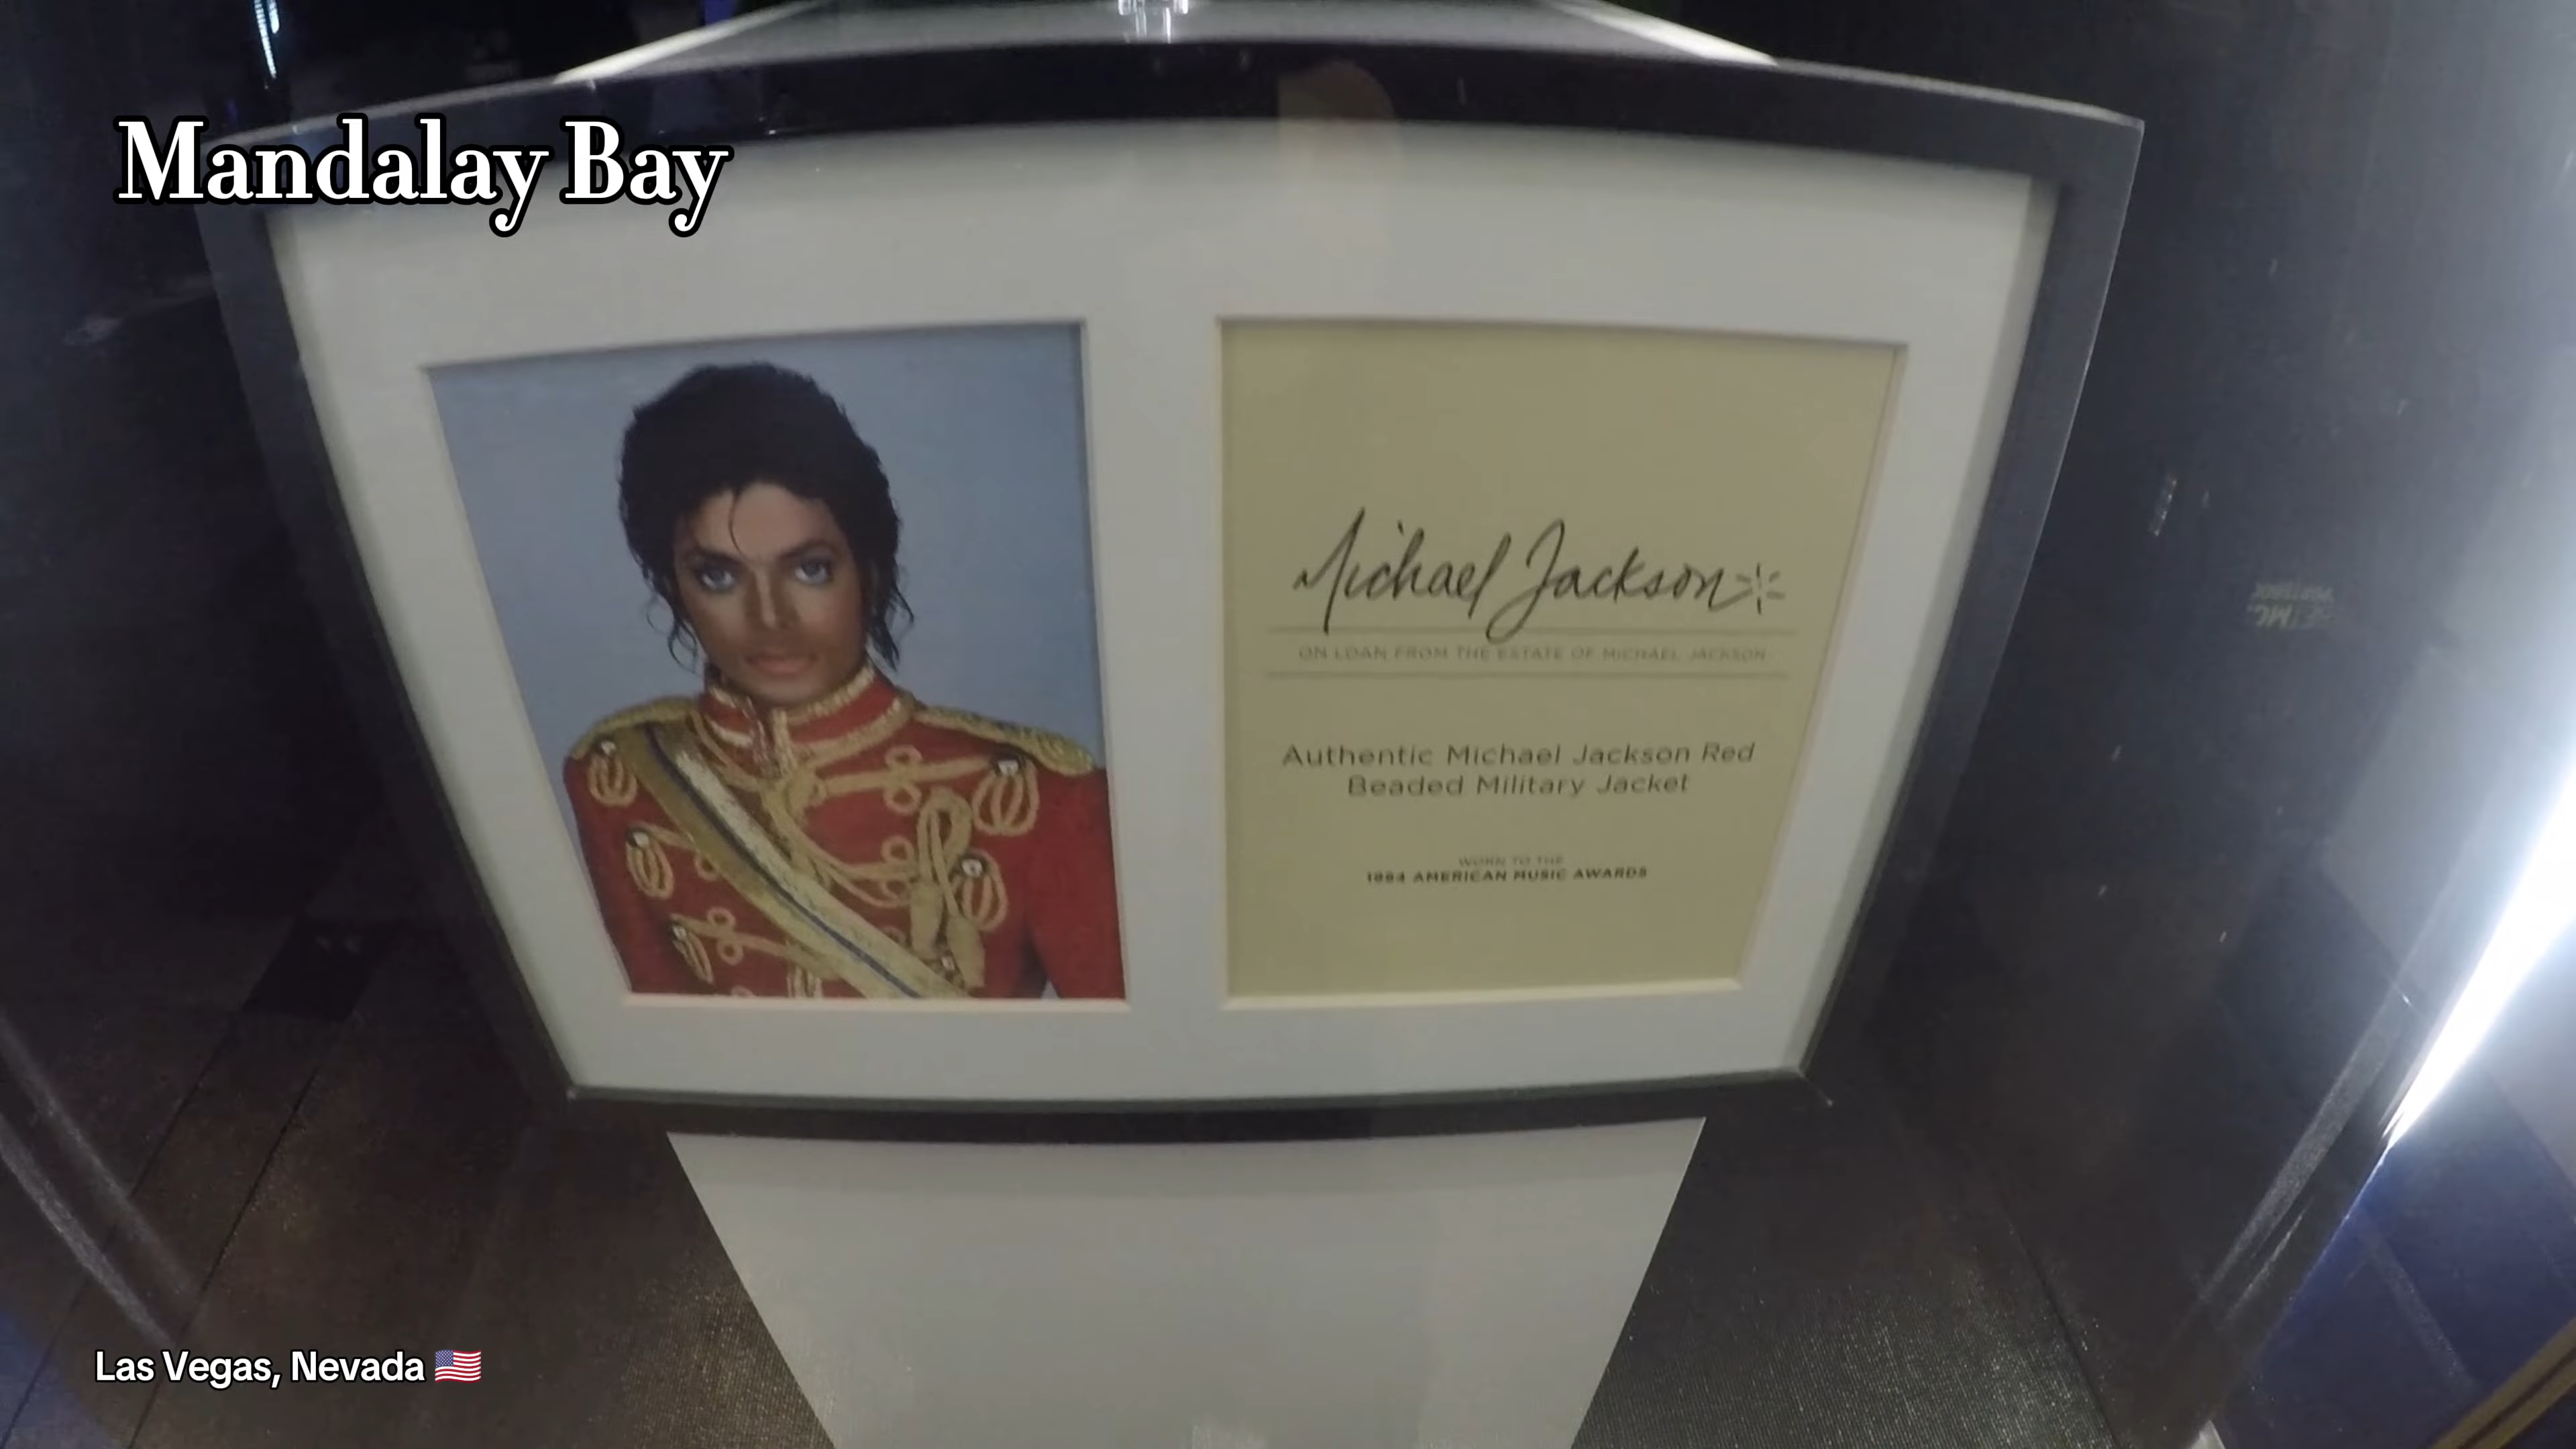 Mandalay Bay
Michael Jackson
ON LOAN FROM THE ESTATE OF MICHAEL JACKSON
Authentic Michael Jackson Red
Beaded Military Jacket
WORN TO THE
1984 AMERICAN MUSIC AWARDS
Las Vegas, Nevada 🇺🇸